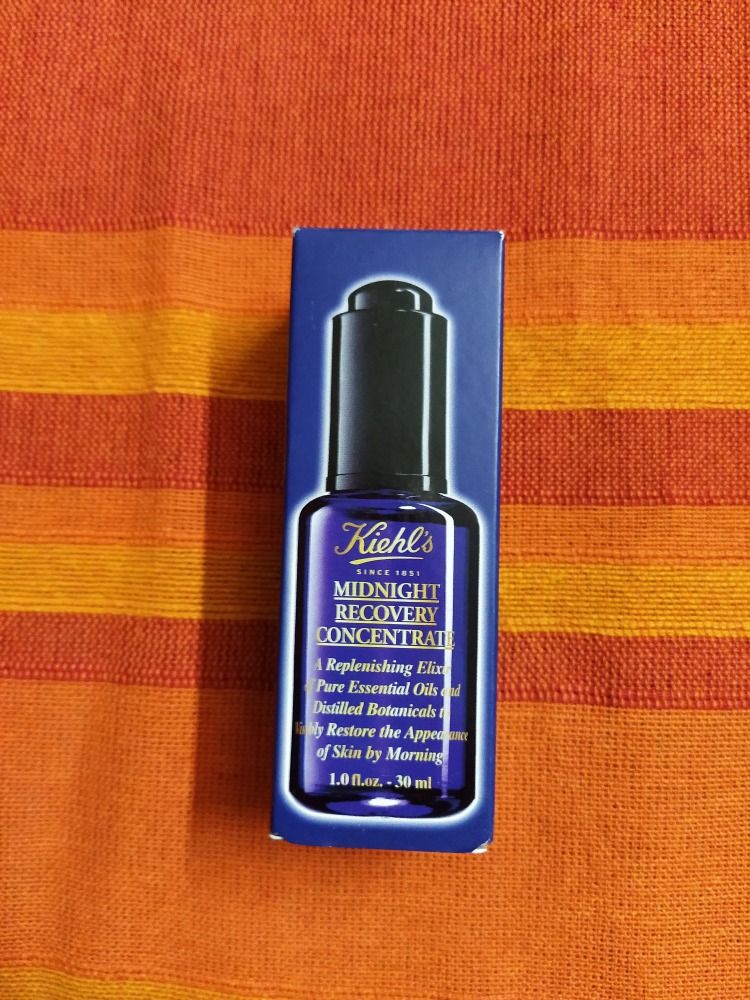 Kiehl's
SINCE 1851
MIDNIGHT
RECOVERY
CONCENTRATE
A Replenishing Elixir
of Pure Essential Oils and
Distilled Botanicals to
Visibly Restore the Appearance
of Skin by Morning
1.0 fl.oz. - 30 ml